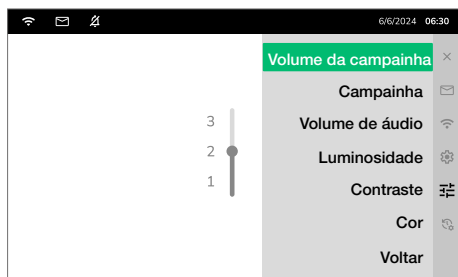 6/6/2024 06:30
Volume da campainha
Campainha
3
Volume de áudio
2
Luminosidade
1
Contraste
Cor
Voltar